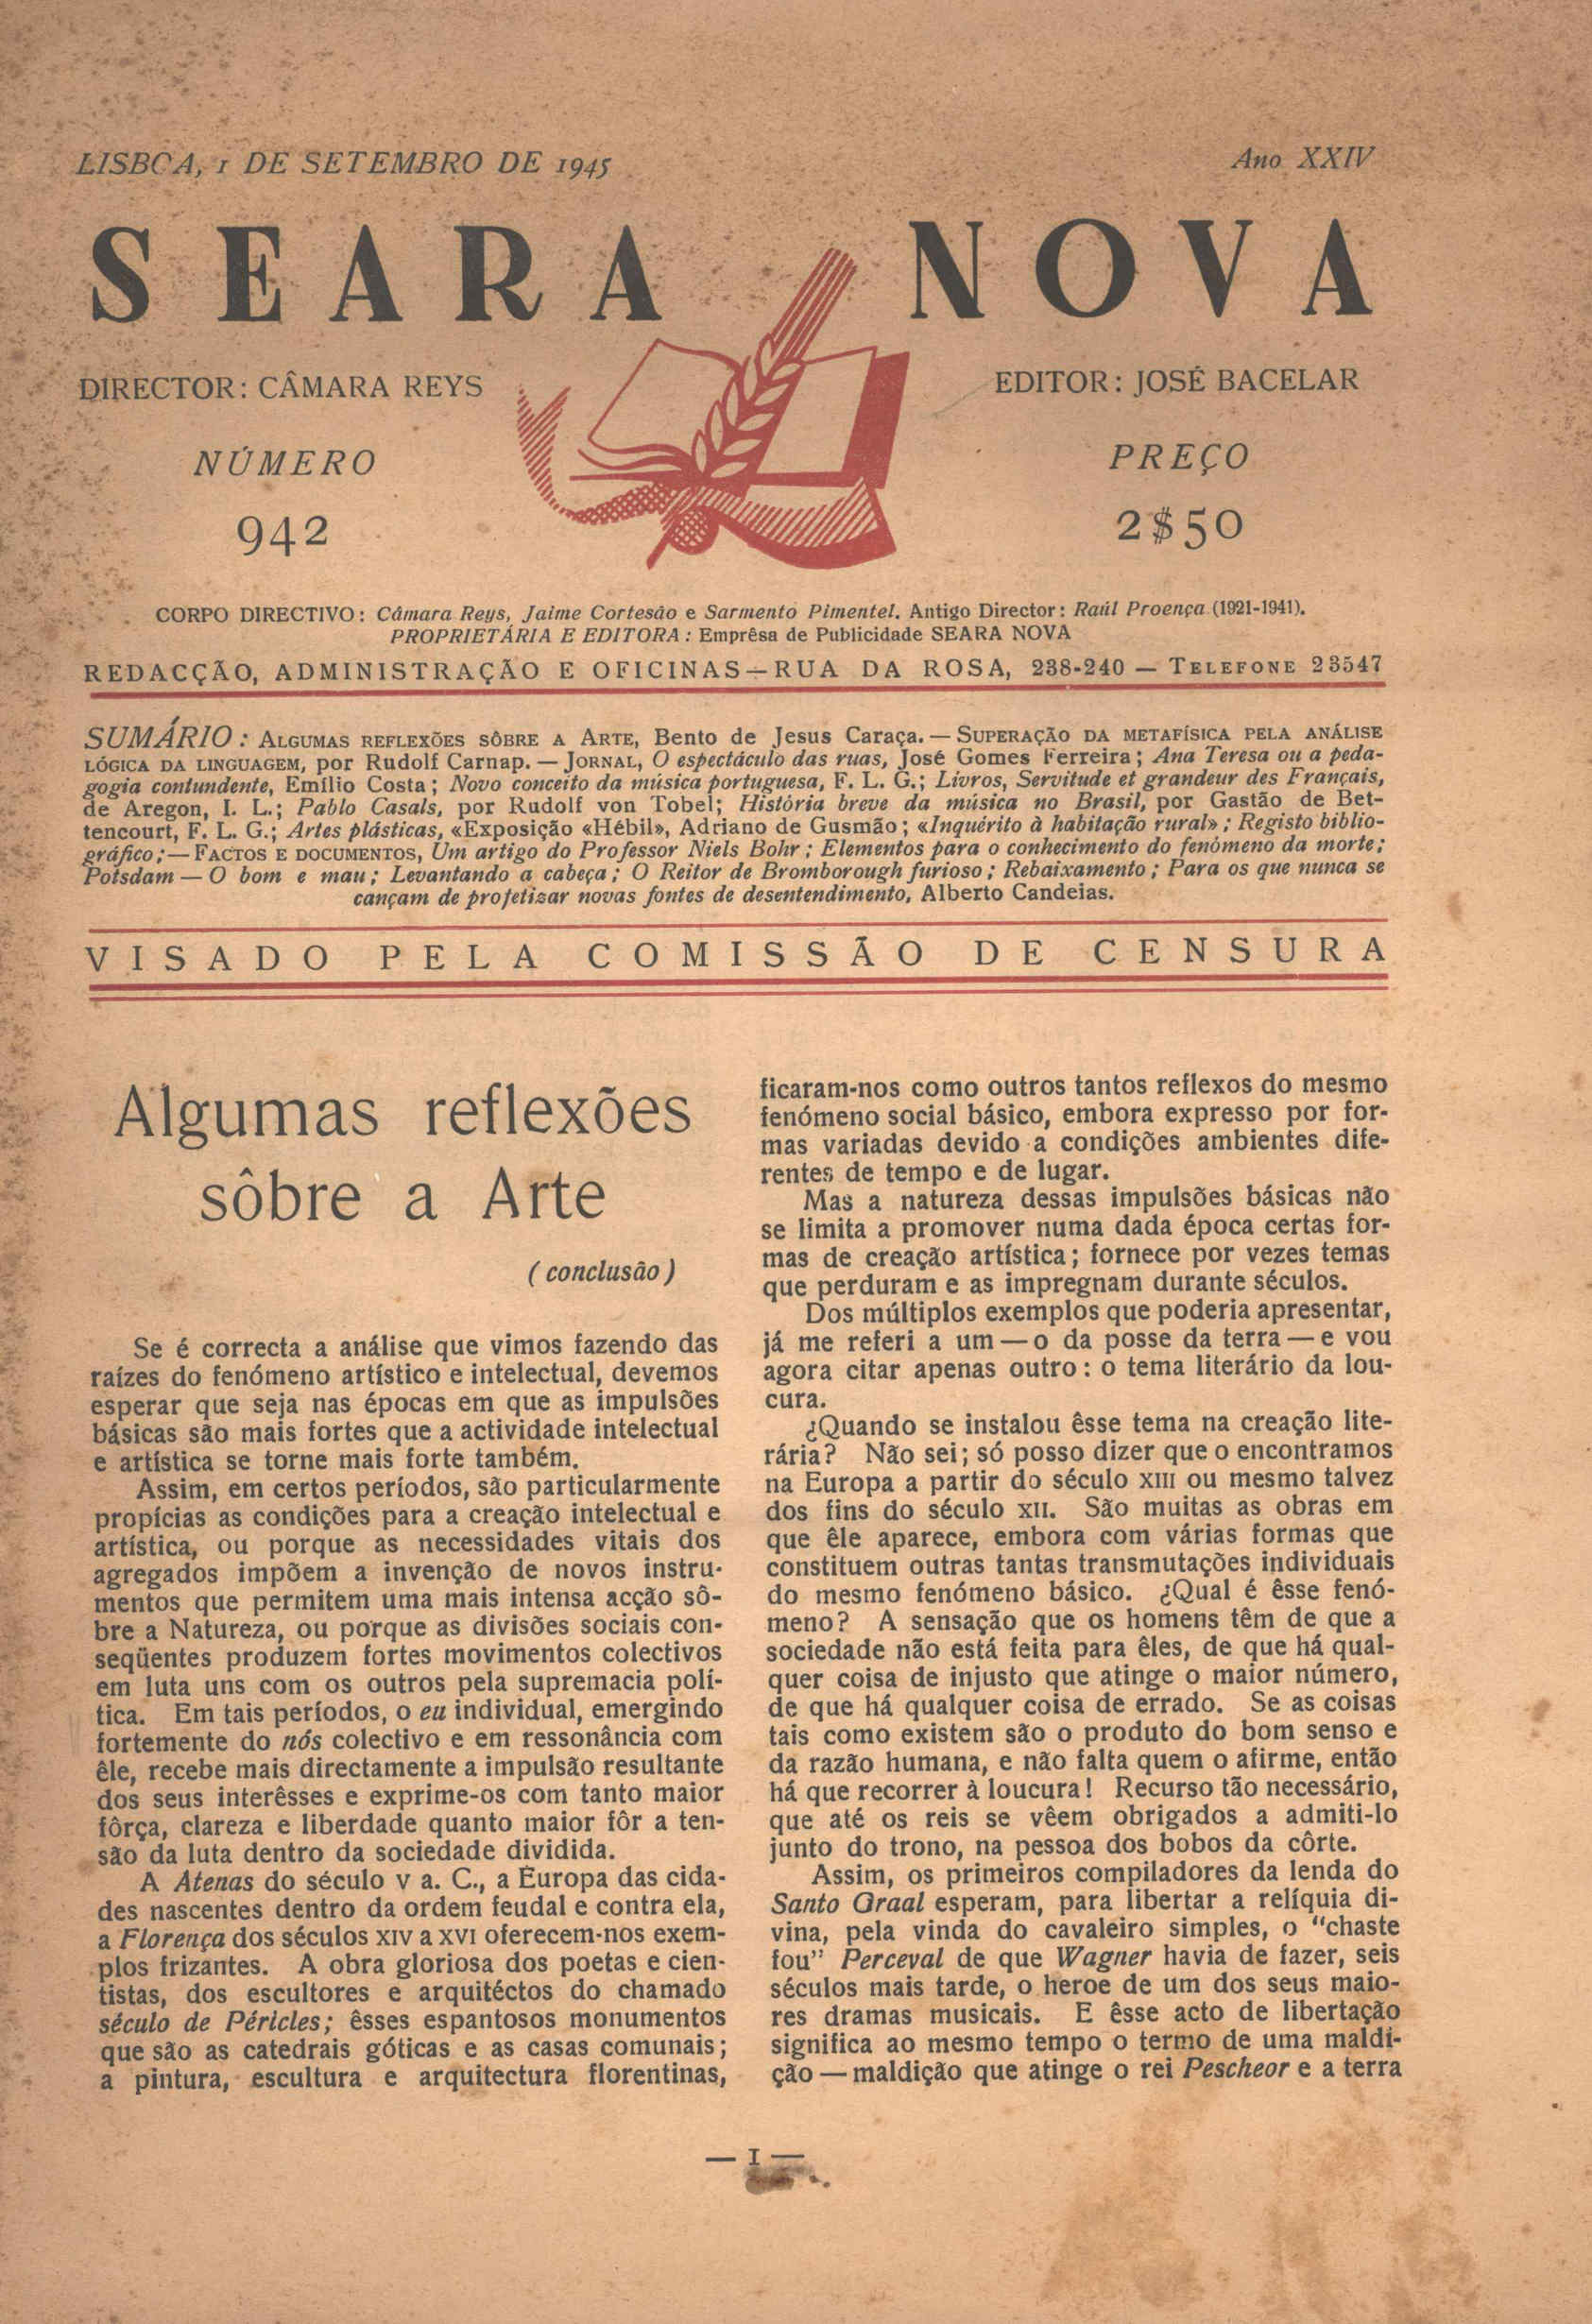 LISBOA, 1 DE SETEMBRO DE 1945
Ano XXIV
SEARA NOVA
DIRECTOR: CÂMARA REYS
EDITOR: JOSÉ BACELAR
NÚMERO
942
PREÇO
2$50
CORPO DIRECTIVO: Câmara Reys, Jaime Cortesão e Sarmento Pimentel. Antigo Director: Raúl Proença (1921-1941).
PROPRIETÁRIA E EDITORA: Emprêsa de Publicidade SEARA NOVA
REDACÇÃO, ADMINISTRAÇÃO E OFICINAS—RUA DA ROSA, 238-240 — TELEFONE 23547
SUMÁRIO: ALGUMAS REFLEXÕES SÔBRE A ARTE, Bento de Jesus Caraça. — SUPERAÇÃO DA METAFÍSICA PELA ANÁLISE
LÓGICA DA LINGUAGEM, por Rudolf Carnap. — JORNAL, O espectáculo das ruas, José Gomes Ferreira; Ana Teresa ou a peda-
gogia contundente, Emílio Costa; Novo conceito da música portuguesa, F. L. G.; Livros, Servitude et grandeur des Français,
de Aregon, I. L.; Pablo Casals, por Rudolf von Tobel; História breve da música no Brasil, por Gastão de Bet-
tencourt, F. L. G.; Artes plásticas, «Exposição «Hébil», Adriano de Gusmão; «Inquérito à habitação rural»; Registo biblio-
gráfico;—FACTOS E DOCUMENTOS, Um artigo do Professor Niels Bohr; Elementos para o conhecimento do fenómeno da morte;
Potsdam — O bom e mau; Levantando a cabeça; O Reitor de Bromborough furioso; Rebaixamento; Para os que nunca se
cançam de profetisar novas fontes de desentendimento, Alberto Candeias.
VISADO PELA COMISSÃO DE CENSURA
Algumas reflexões
sôbre a Arte
(conclusão)
Se é correcta a análise que vimos fazendo das
raízes do fenómeno artístico e intelectual, devemos
esperar que seja nas épocas em que as impulsões
básicas são mais fortes que a actividade intelectual
e artística se torne mais forte também.
Assim, em certos períodos, são particularmente
propícias as condições para a creação intelectual e
artística, ou porque as necessidades vitais dos
agregados impõem a invenção de novos instru-
mentos que permitem uma mais intensa acção sô-
bre a Natureza, ou porque as divisões sociais con-
seqüentes produzem fortes movimentos colectivos
em luta uns com os outros pela supremacia polí-
tica. Em tais períodos, o eu individual, emergindo
fortemente do nós colectivo e em ressonância com
êle, recebe mais directamente a impulsão resultante
dos seus interêsses e exprime-os com tanto maior
fôrça, clareza e liberdade quanto maior fôr a ten-
são da luta dentro da sociedade dividida.
A Atenas do século V a. C., a Europa das cida-
des nascentes dentro da ordem feudal e contra ela,
a Florença dos séculos XIV a XVI oferecem-nos exem-
plos frizantes. A obra gloriosa dos poetas e cien-
tistas, dos escultores e arquitéctos do chamado
século de Péricles; êsses espantosos monumentos
que são as catedrais góticas e as casas comunais;
a pintura, escultura e arquitectura florentinas,
ficaram-nos como outros tantos reflexos do mesmo
fenómeno social básico, embora expresso por for-
mas variadas devido a condições ambientes dife-
rentes de tempo e de lugar.
Mas a natureza dessas impulsões básicas não
se limita a promover numa dada época certas for-
mas de creação artística; fornece por vezes temas
que perduram e as impregnam durante séculos.
Dos múltiplos exemplos que poderia apresentar,
já me referi a um — o da posse da terra — e vou
agora citar apenas outro: o tema literário da lou-
cura.
¿Quando se instalou êsse tema na creação lite-
rária? Não sei; só posso dizer que o encontramos
na Europa a partir do século XIII ou mesmo talvez
dos fins do século XII. São muitas as obras em
que êle aparece, embora com várias formas que
constituem outras tantas transmutações individuais
do mesmo fenómeno básico. ¿Qual é êsse fenó-
meno? A sensação que os homens têm de que a
sociedade não está feita para êles, de que há qual-
quer coisa de injusto que atinge o maior número,
de que há qualquer coisa de errado. Se as coisas
tais como existem são o produto do bom senso e
da razão humana, e não falta quem o afirme, então
há que recorrer à loucura! Recurso tão necessário,
que até os reis se vêem obrigados a admiti-lo
junto do trono, na pessoa dos bobos da côrte.
Assim, os primeiros compiladores da lenda do
Santo Graal esperam, para libertar a relíquia di-
vina, pela vinda do cavaleiro simples, o "chaste
fou" Perceval de que Wagner havia de fazer, seis
séculos mais tarde, o heroe de um dos seus maio-
res dramas musicais. E êsse acto de libertação
significa ao mesmo tempo o termo de uma maldi-
ção — maldição que atinge o rei Pescheor e a terra
— 1 —